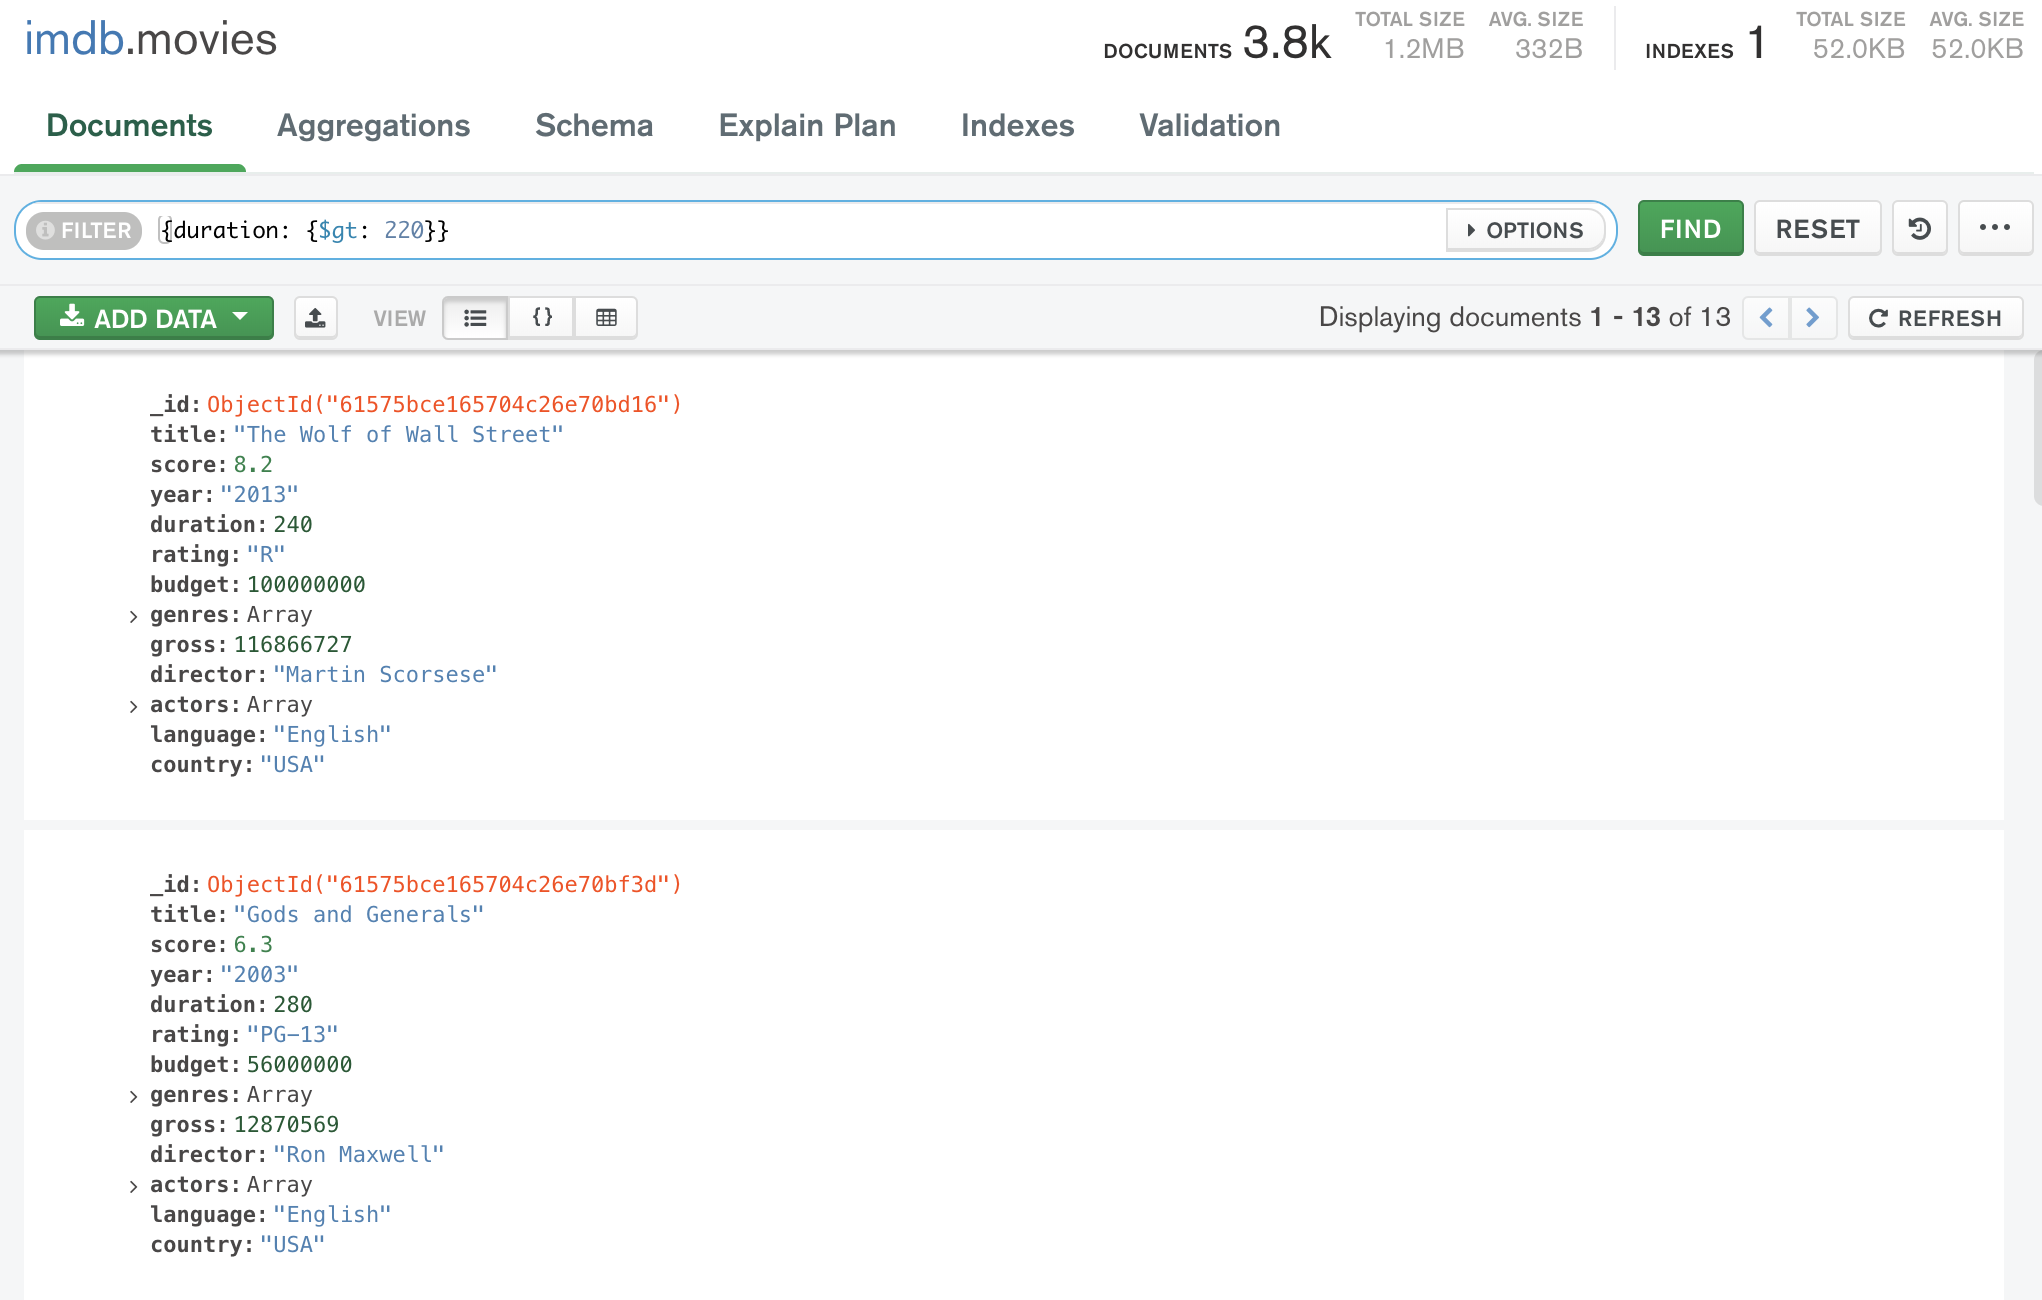 imdb.movies
DOCUMENTS 3.8k TOTAL SIZE 1.2MB AVG. SIZE 332B INDEXES 1 TOTAL SIZE 52.0KB AVG. SIZE 52.0KB
Documents Aggregations Schema Explain Plan Indexes Validation
FILTER {duration: {$gt: 220}} OPTIONS FIND RESET ...
ADD DATA VIEW {} Displaying documents 1 - 13 of 13 REFRESH
_id: ObjectId("61575bce165704c26e70bd16")
title: "The Wolf of Wall Street"
score: 8.2
year: "2013"
duration: 240
rating: "R"
budget: 100000000
> genres: Array
gross: 116866727
director: "Martin Scorsese"
> actors: Array
language: "English"
country: "USA"
_id: ObjectId("61575bce165704c26e70bf3d")
title: "Gods and Generals"
score: 6.3
year: "2003"
duration: 280
rating: "PG-13"
budget: 56000000
> genres: Array
gross: 12870569
director: "Ron Maxwell"
> actors: Array
language: "English"
country: "USA"